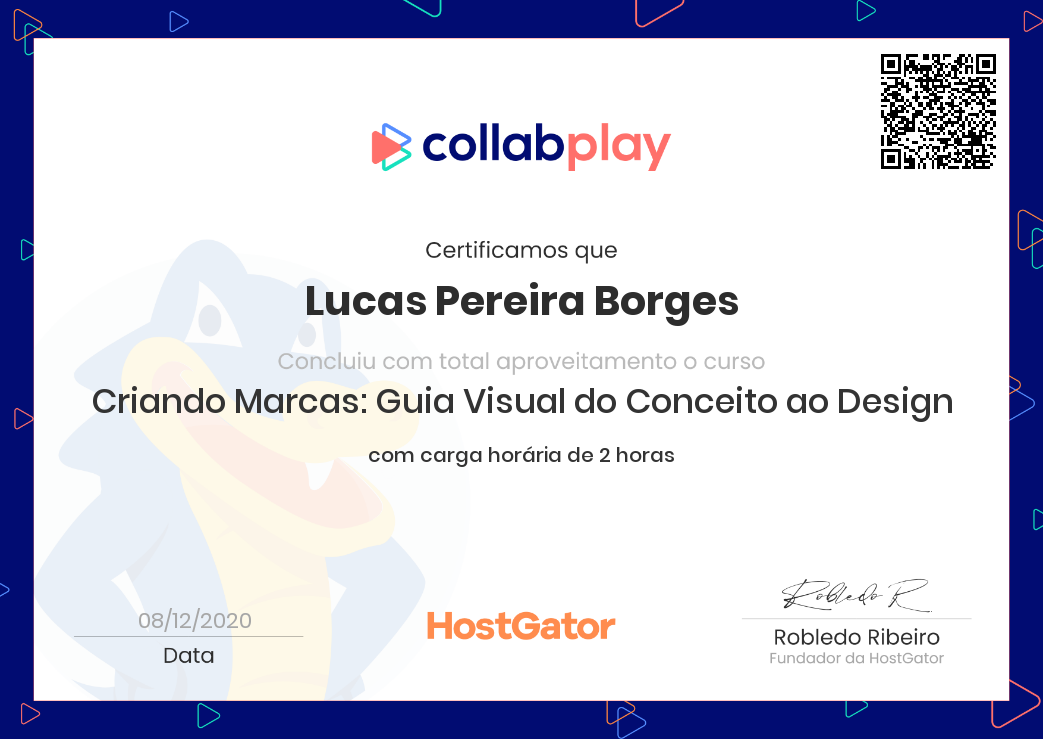 collabplay
Certificamos que
Lucas Pereira Borges
Concluiu com total aproveitamento o curso
Criando Marcas: Guia Visual do Conceito ao Design
com carga horária de 2 horas
08/12/2020
Data
HostGator
Robledo R.
Robledo Ribeiro
Fundador da HostGator